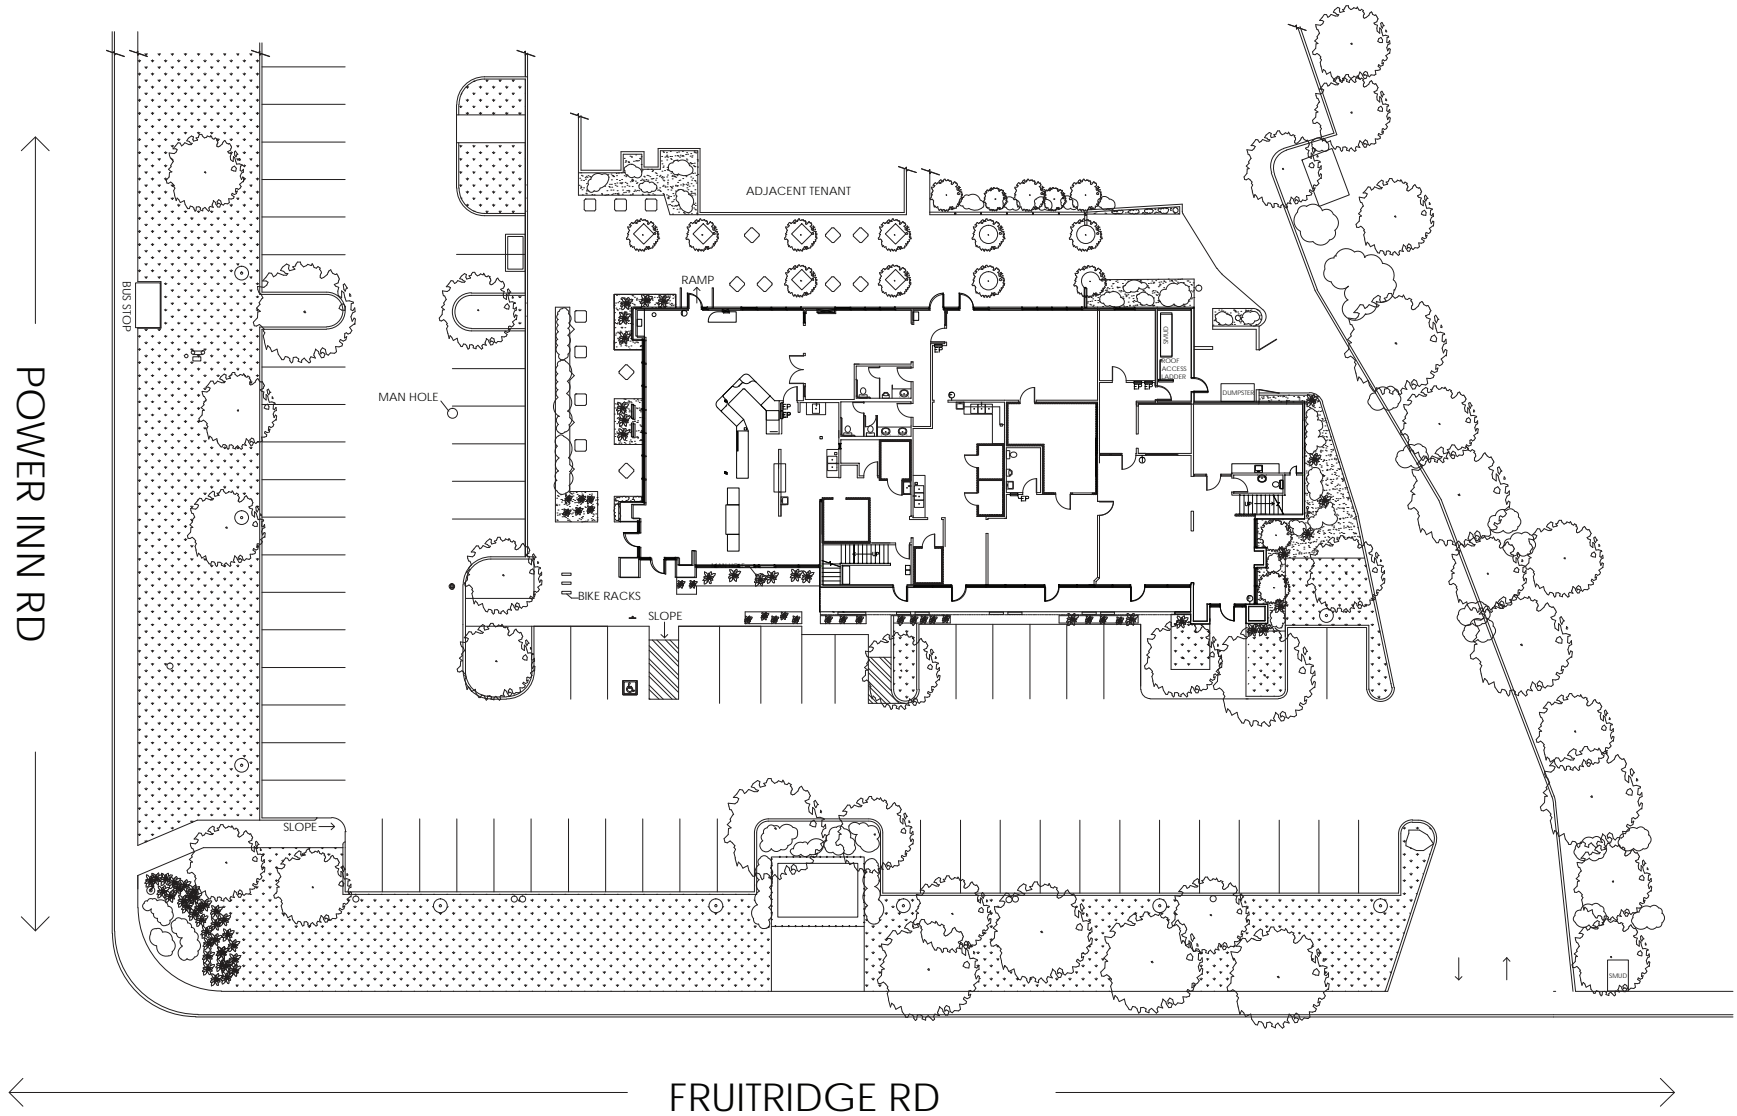 ADJACENT TENANT
RAMP
BUS STOP
SMUD
ROOF
ACCESS
LADDER
DUMPSTER
MAN HOLE
POWER INN RD
BIKE RACKS
SLOPE
SLOPE
SMUD
FRUITRIDGE RD